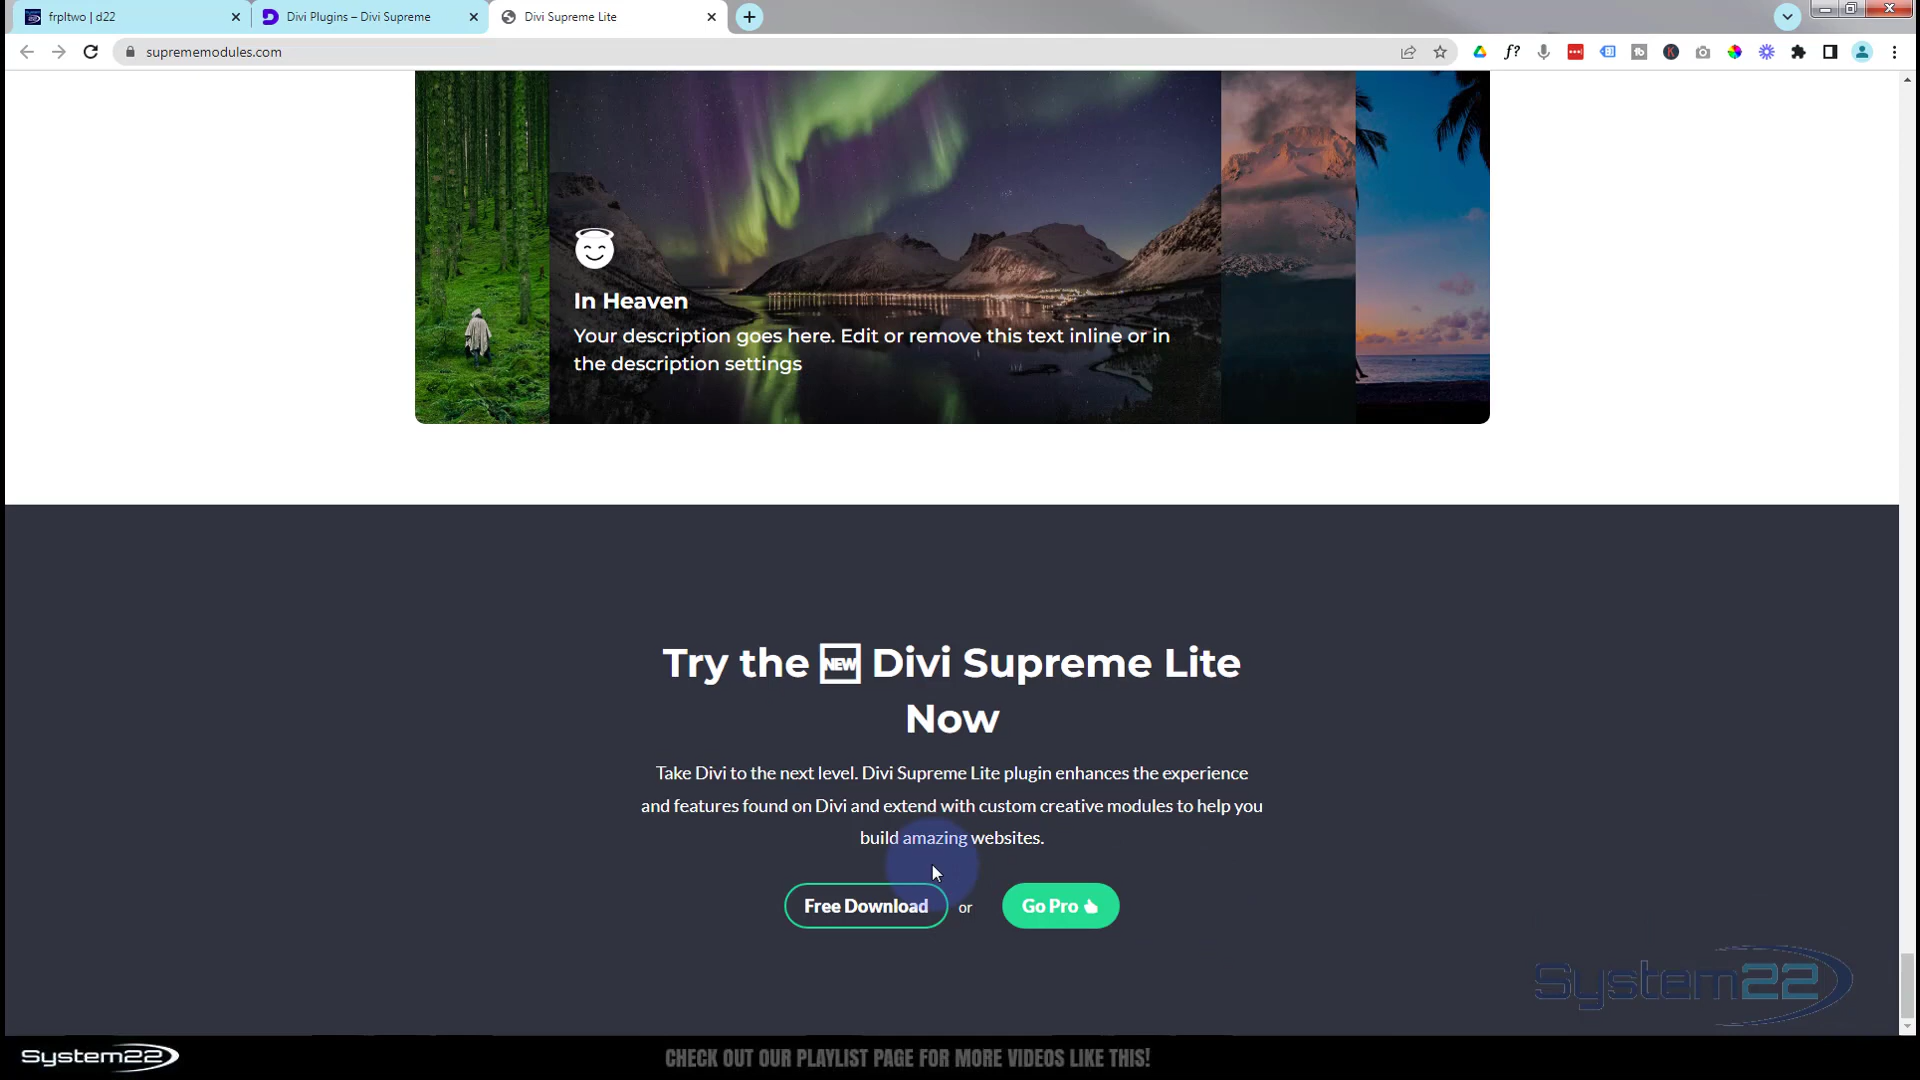 frpltwo | d22
Divi Plugins – Divi Supreme
Divi Supreme Lite
suprememodules.com
In Heaven
Your description goes here. Edit or remove this text inline or in
the description settings
Try the NEW Divi Supreme Lite
Now
Take Divi to the next level. Divi Supreme Lite plugin enhances the experience
and features found on Divi and extend with custom creative modules to help you
build amazing websites.
Free Download or Go Pro
System22
System22
CHECK OUT OUR PLAYLIST PAGE FOR MORE VIDEOS LIKE THIS!